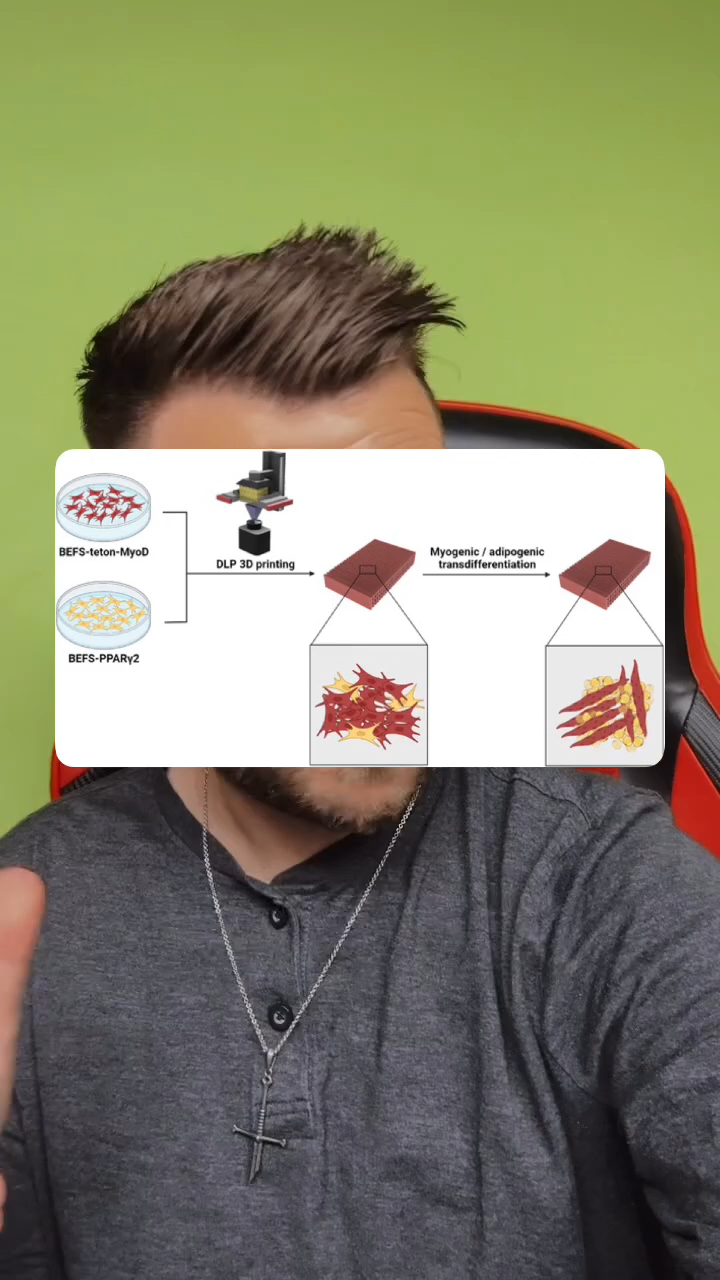 BEFS-teton-MyoD
BEFS-PPARγ2
DLP 3D printing
Myogenic / adipogenic
transdifferentiation